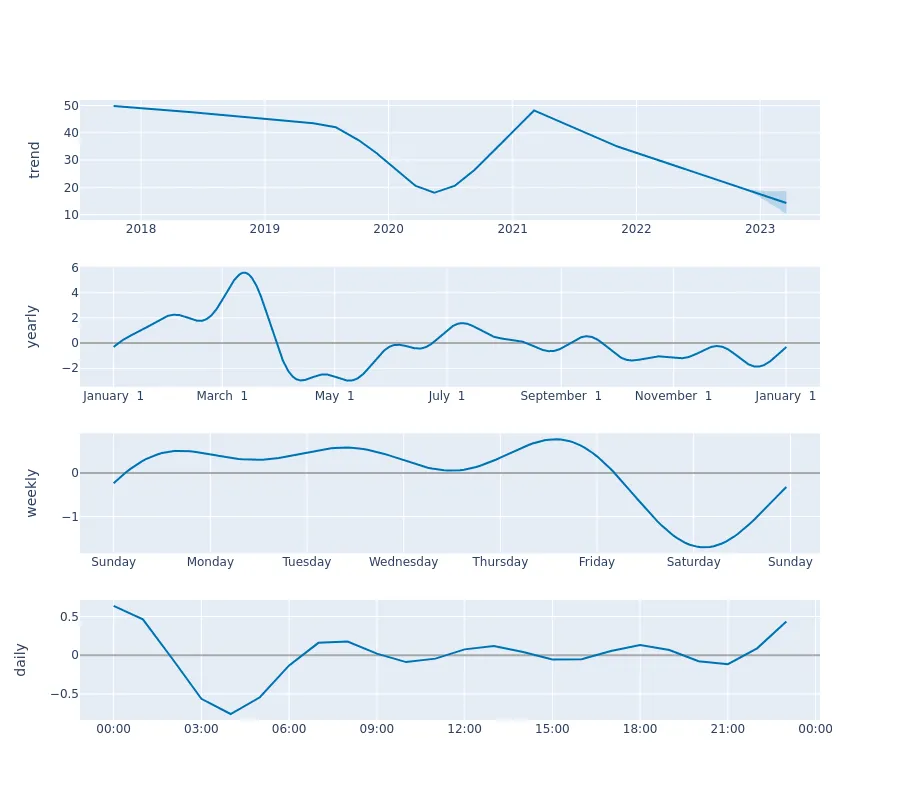 trend
50
40
30
20
10
2018 2019 2020 2021 2022 2023
yearly
6
4
2
0
−2
January 1 March 1 May 1 July 1 September 1 November 1 January 1
weekly
0
−1
Sunday Monday Tuesday Wednesday Thursday Friday Saturday Sunday
daily
0.5
0
−0.5
00:00 03:00 06:00 09:00 12:00 15:00 18:00 21:00 00:00